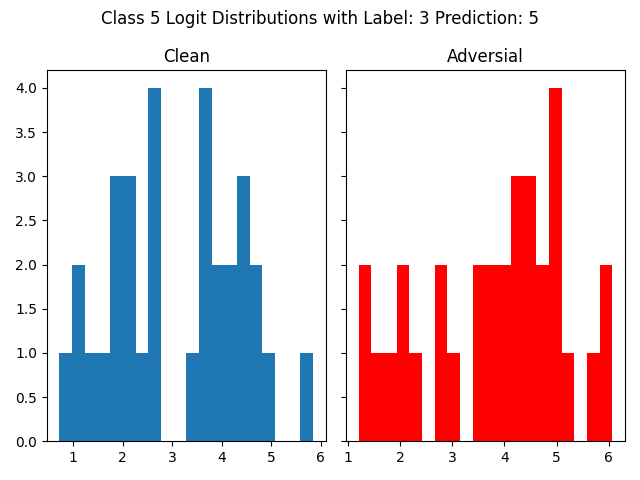 Class 5 Logit Distributions with Label: 3 Prediction: 5
Clean
Adversial
4.0
3.5
3.0
2.5
2.0
1.5
1.0
0.5
0.0
1 2 3 4 5 6
1 2 3 4 5 6